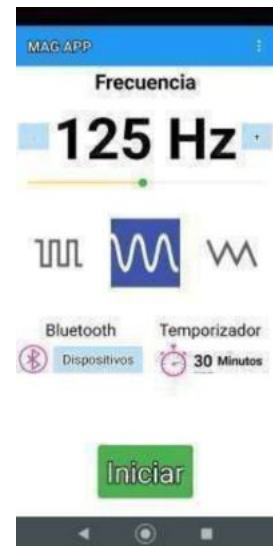 MAG APP
Frecuencia
- 125 Hz +
Bluetooth Temporizador
Dispositivos 30 Minutos
Iniciar